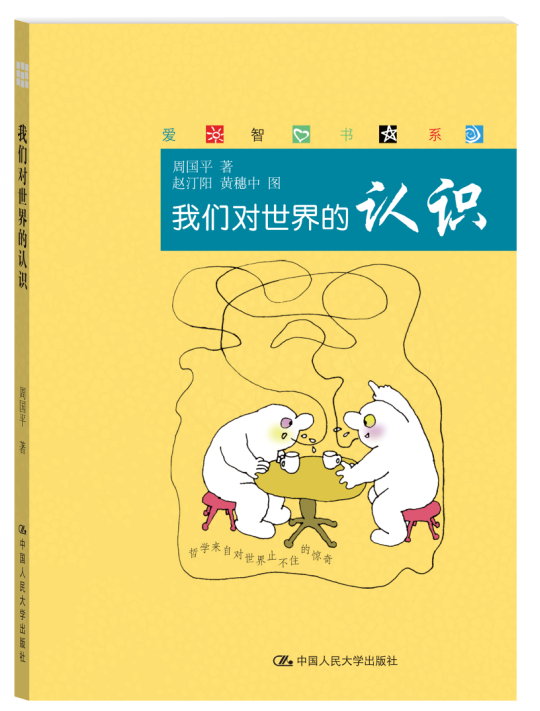 爱智书系
周国平 著
赵汀阳 黄穗中 图
我们对世界的认识
哲学来自对世界止不住的惊奇
中国人民大学出版社
我们对世界的认识
周国平 著
中国人民大学出版社